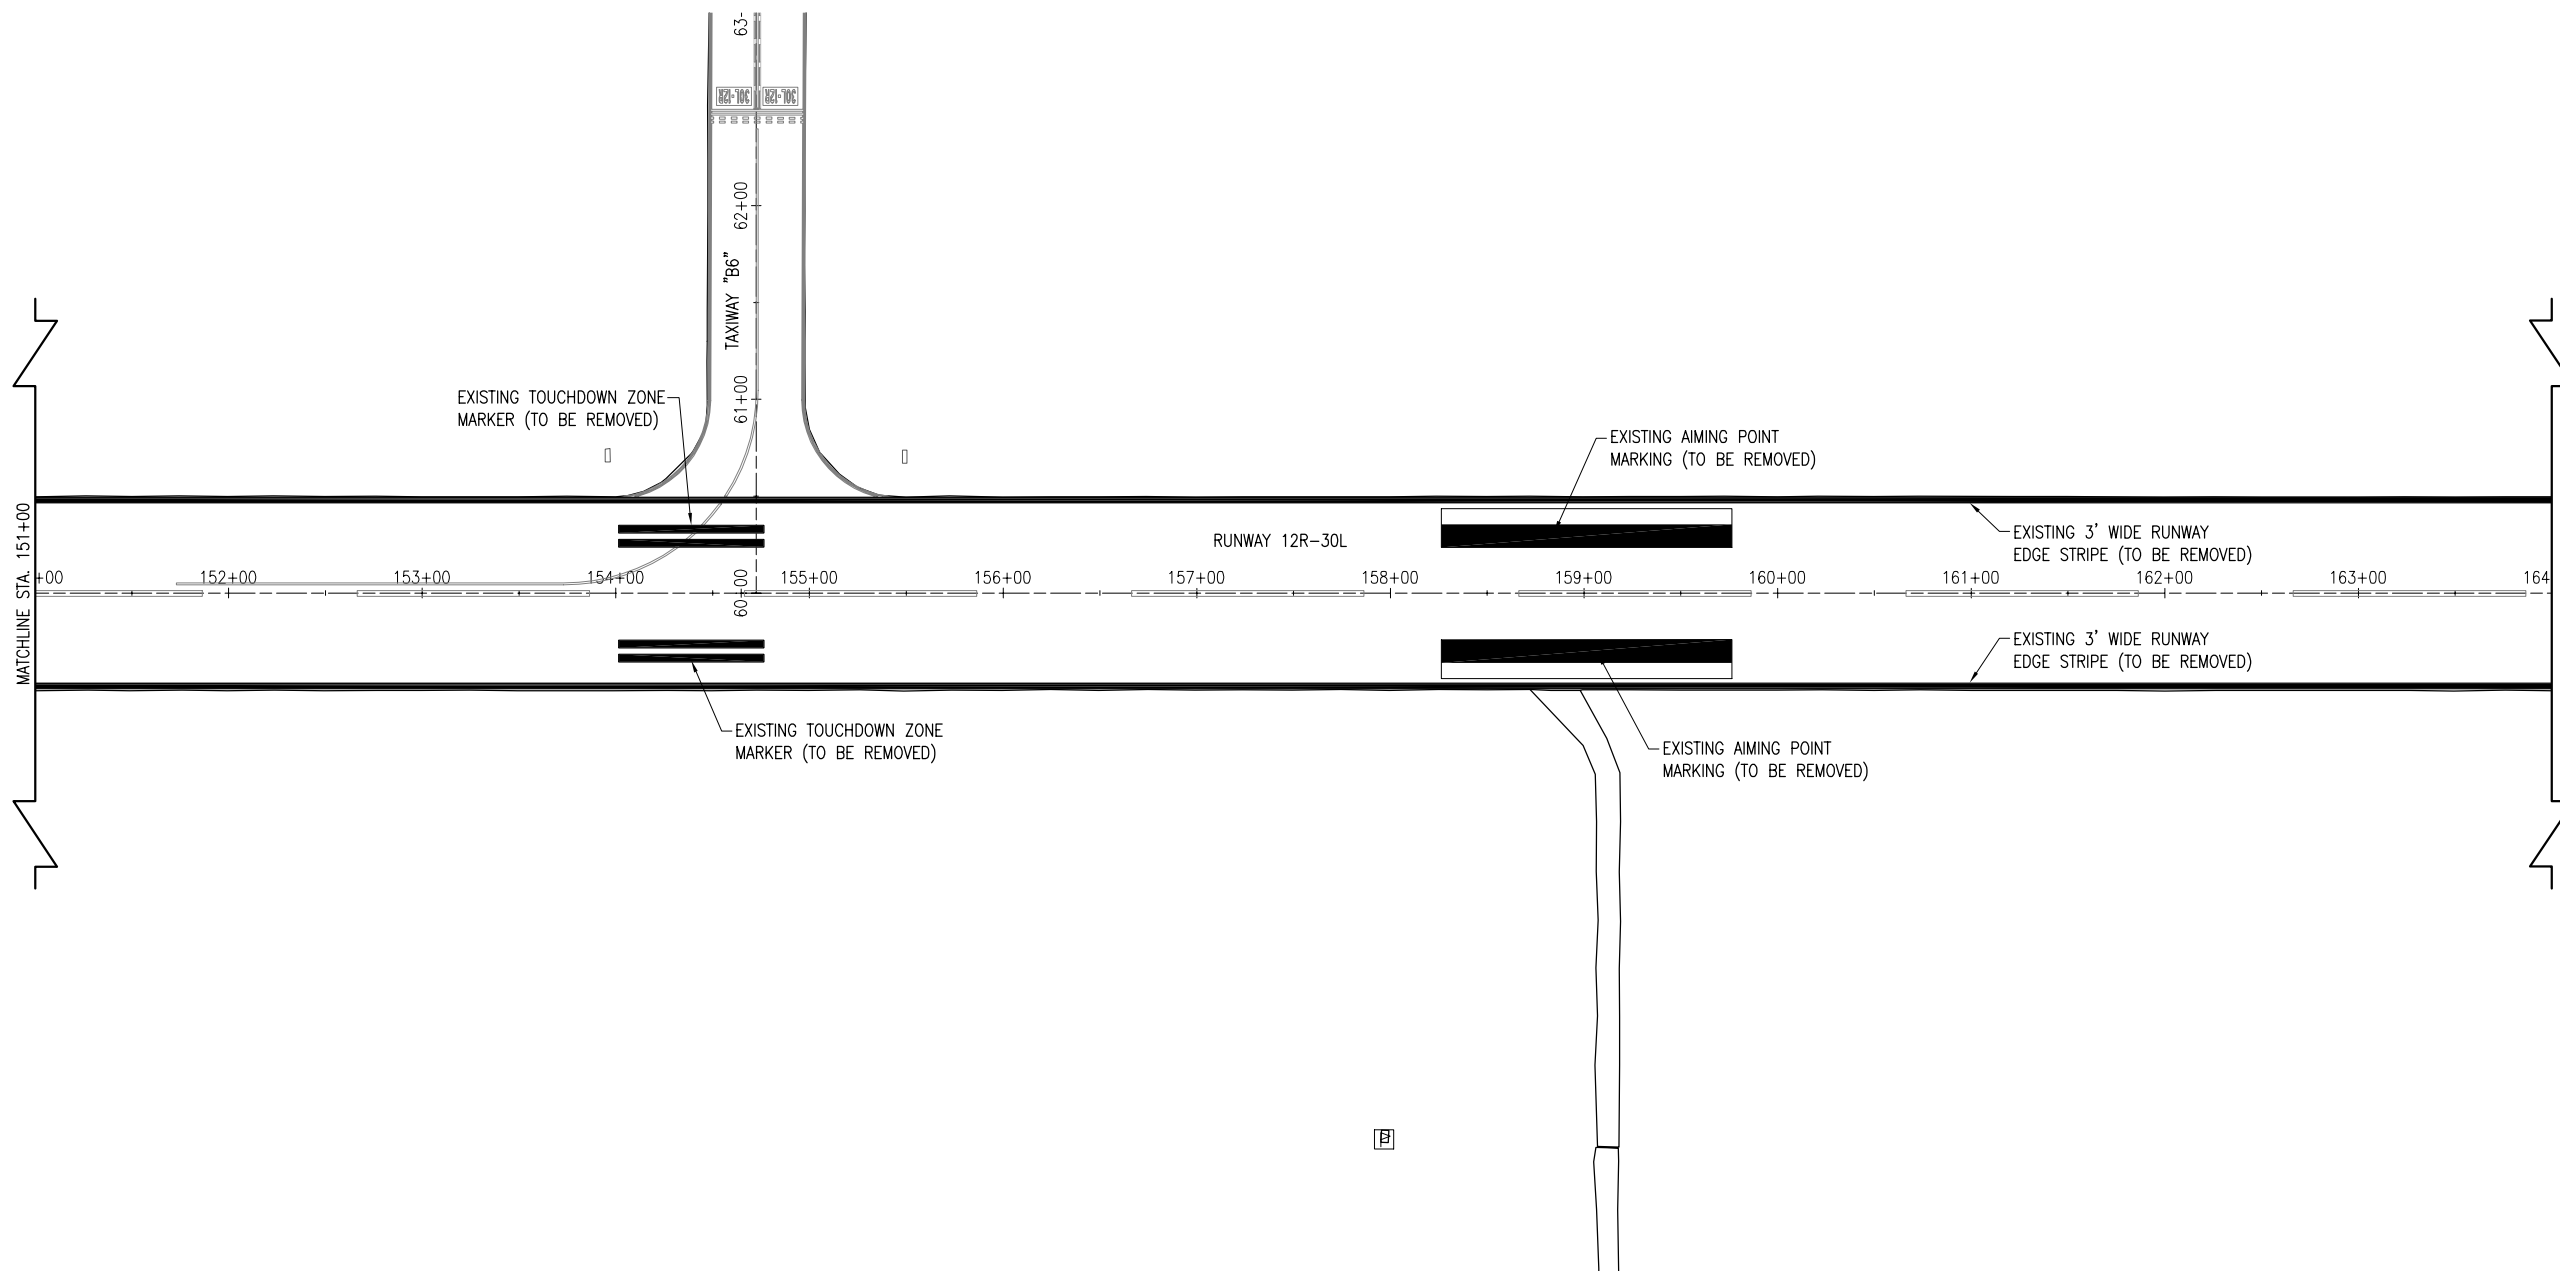 63-
30L-12R
30L-12R
62+00
TAXIWAY "B6"
61+00
60+00
EXISTING TOUCHDOWN ZONE
MARKER (TO BE REMOVED)
EXISTING AIMING POINT
MARKING (TO BE REMOVED)
MATCHLINE STA. 151+00
RUNWAY 12R-30L
EXISTING 3' WIDE RUNWAY
EDGE STRIPE (TO BE REMOVED)
+00
152+00
153+00
154+00
155+00
156+00
157+00
158+00
159+00
160+00
161+00
162+00
163+00
164
EXISTING 3' WIDE RUNWAY
EDGE STRIPE (TO BE REMOVED)
EXISTING TOUCHDOWN ZONE
MARKER (TO BE REMOVED)
EXISTING AIMING POINT
MARKING (TO BE REMOVED)